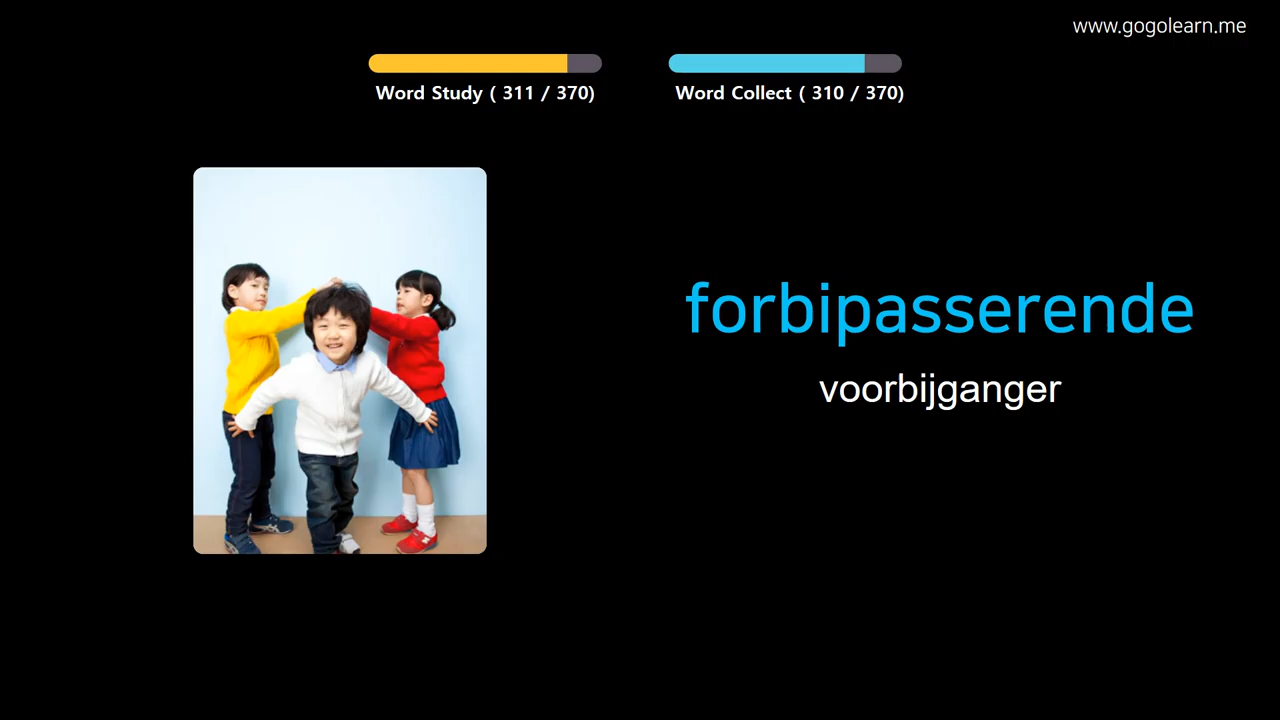 www.gogolearn.me
Word Study ( 311 / 370)
Word Collect ( 310 / 370)
forbipasserende
voorbijganger